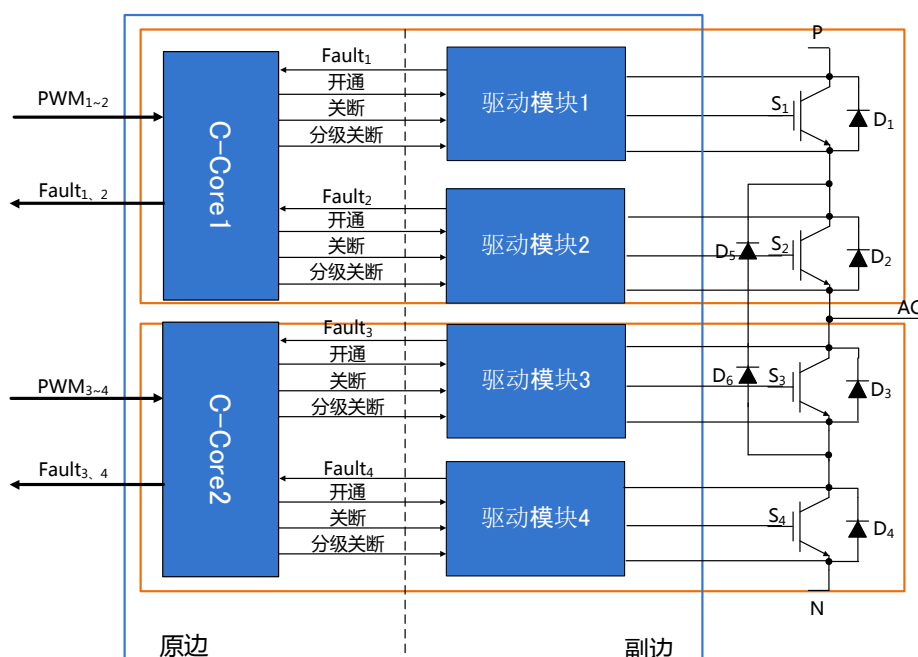 P
Fault₁
开通
关断
分级关断
PWM₁~₂
Fault₁、₂
C-Core1
驱动模块1
S₁
D₁
Fault₂
开通
关断
分级关断
驱动模块2
D₅
S₂
D₂
AC
Fault₃
开通
关断
分级关断
PWM₃~₄
Fault₃、₄
C-Core2
驱动模块3
D₆
S₃
D₃
Fault₄
开通
关断
分级关断
驱动模块4
S₄
D₄
N
原边
副边